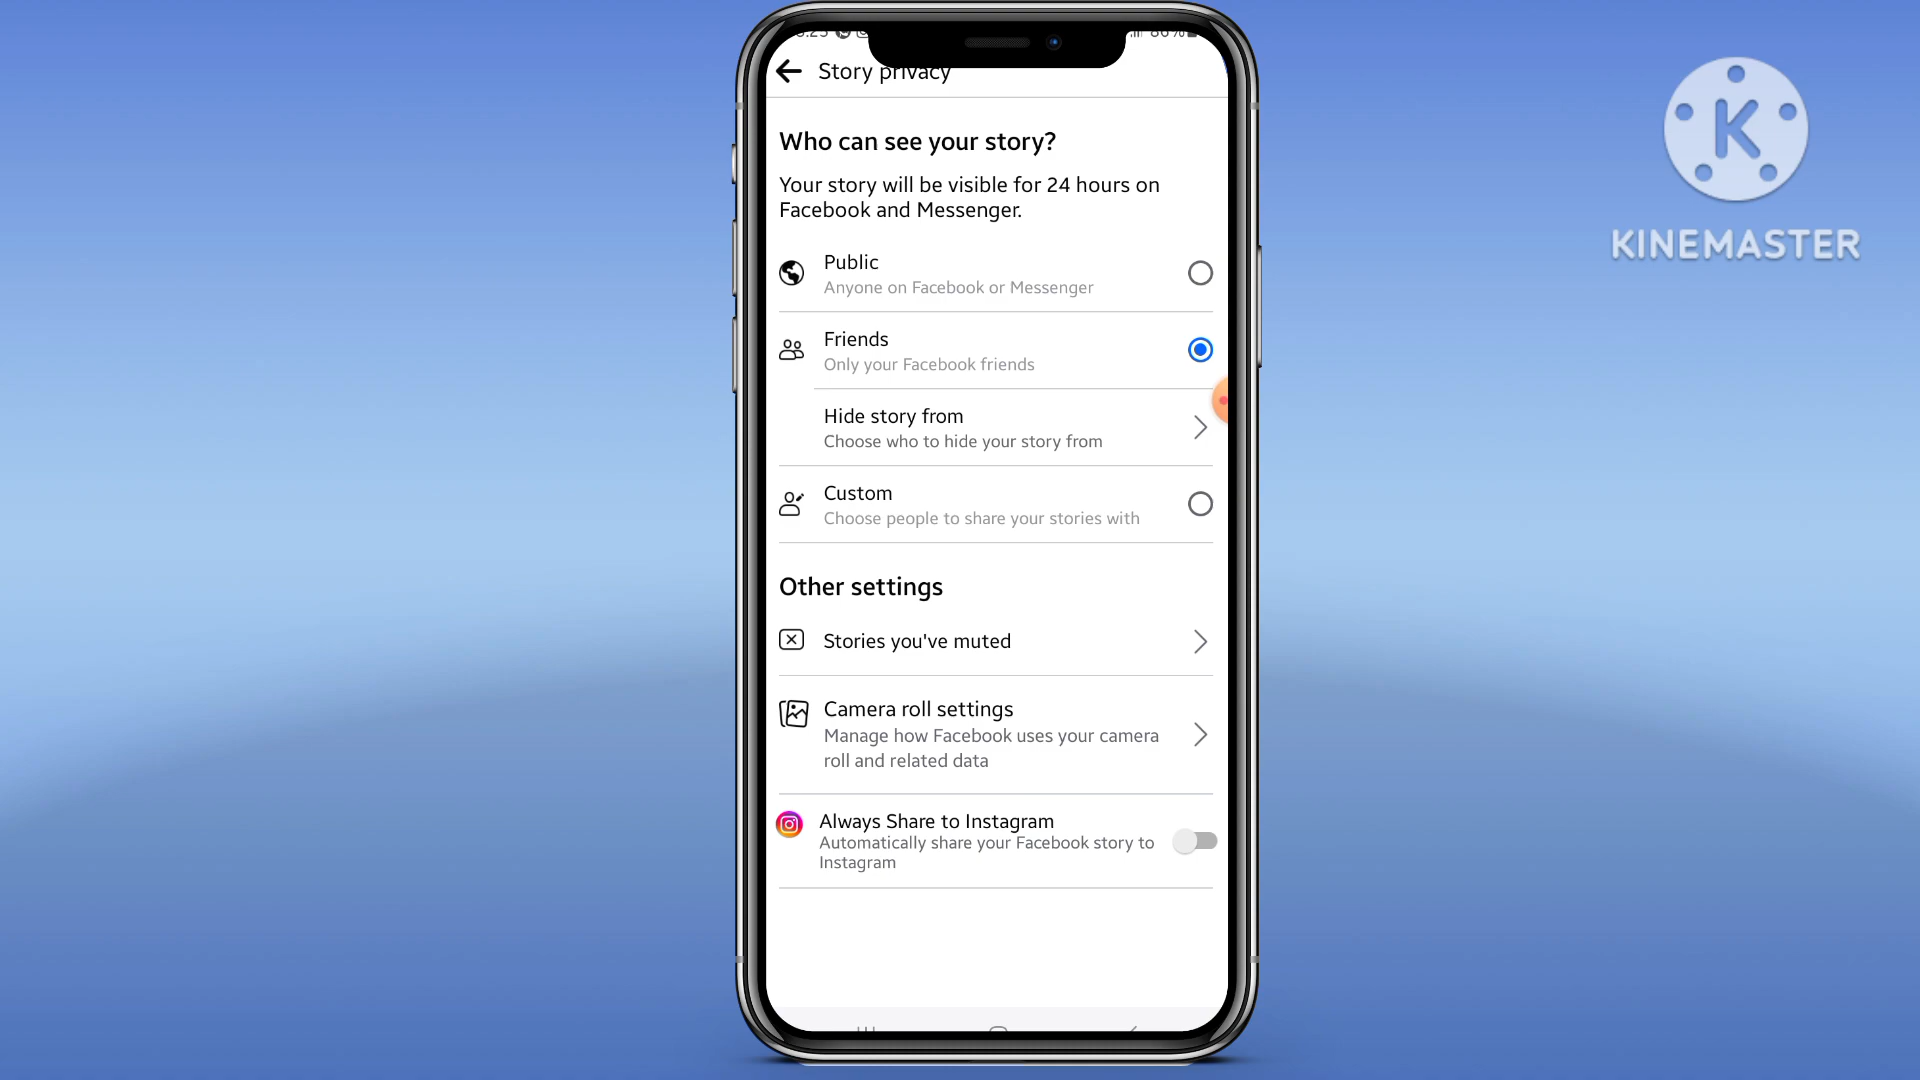 86%
Story privacy
Who can see your story?
Your story will be visible for 24 hours on
Facebook and Messenger.
Public
Anyone on Facebook or Messenger
Friends
Only your Facebook friends
Hide story from
Choose who to hide your story from
Custom
Choose people to share your stories with
Other settings
Stories you've muted
Camera roll settings
Manage how Facebook uses your camera
roll and related data
Always Share to Instagram
Automatically share your Facebook story to
Instagram
K
KINEMASTER